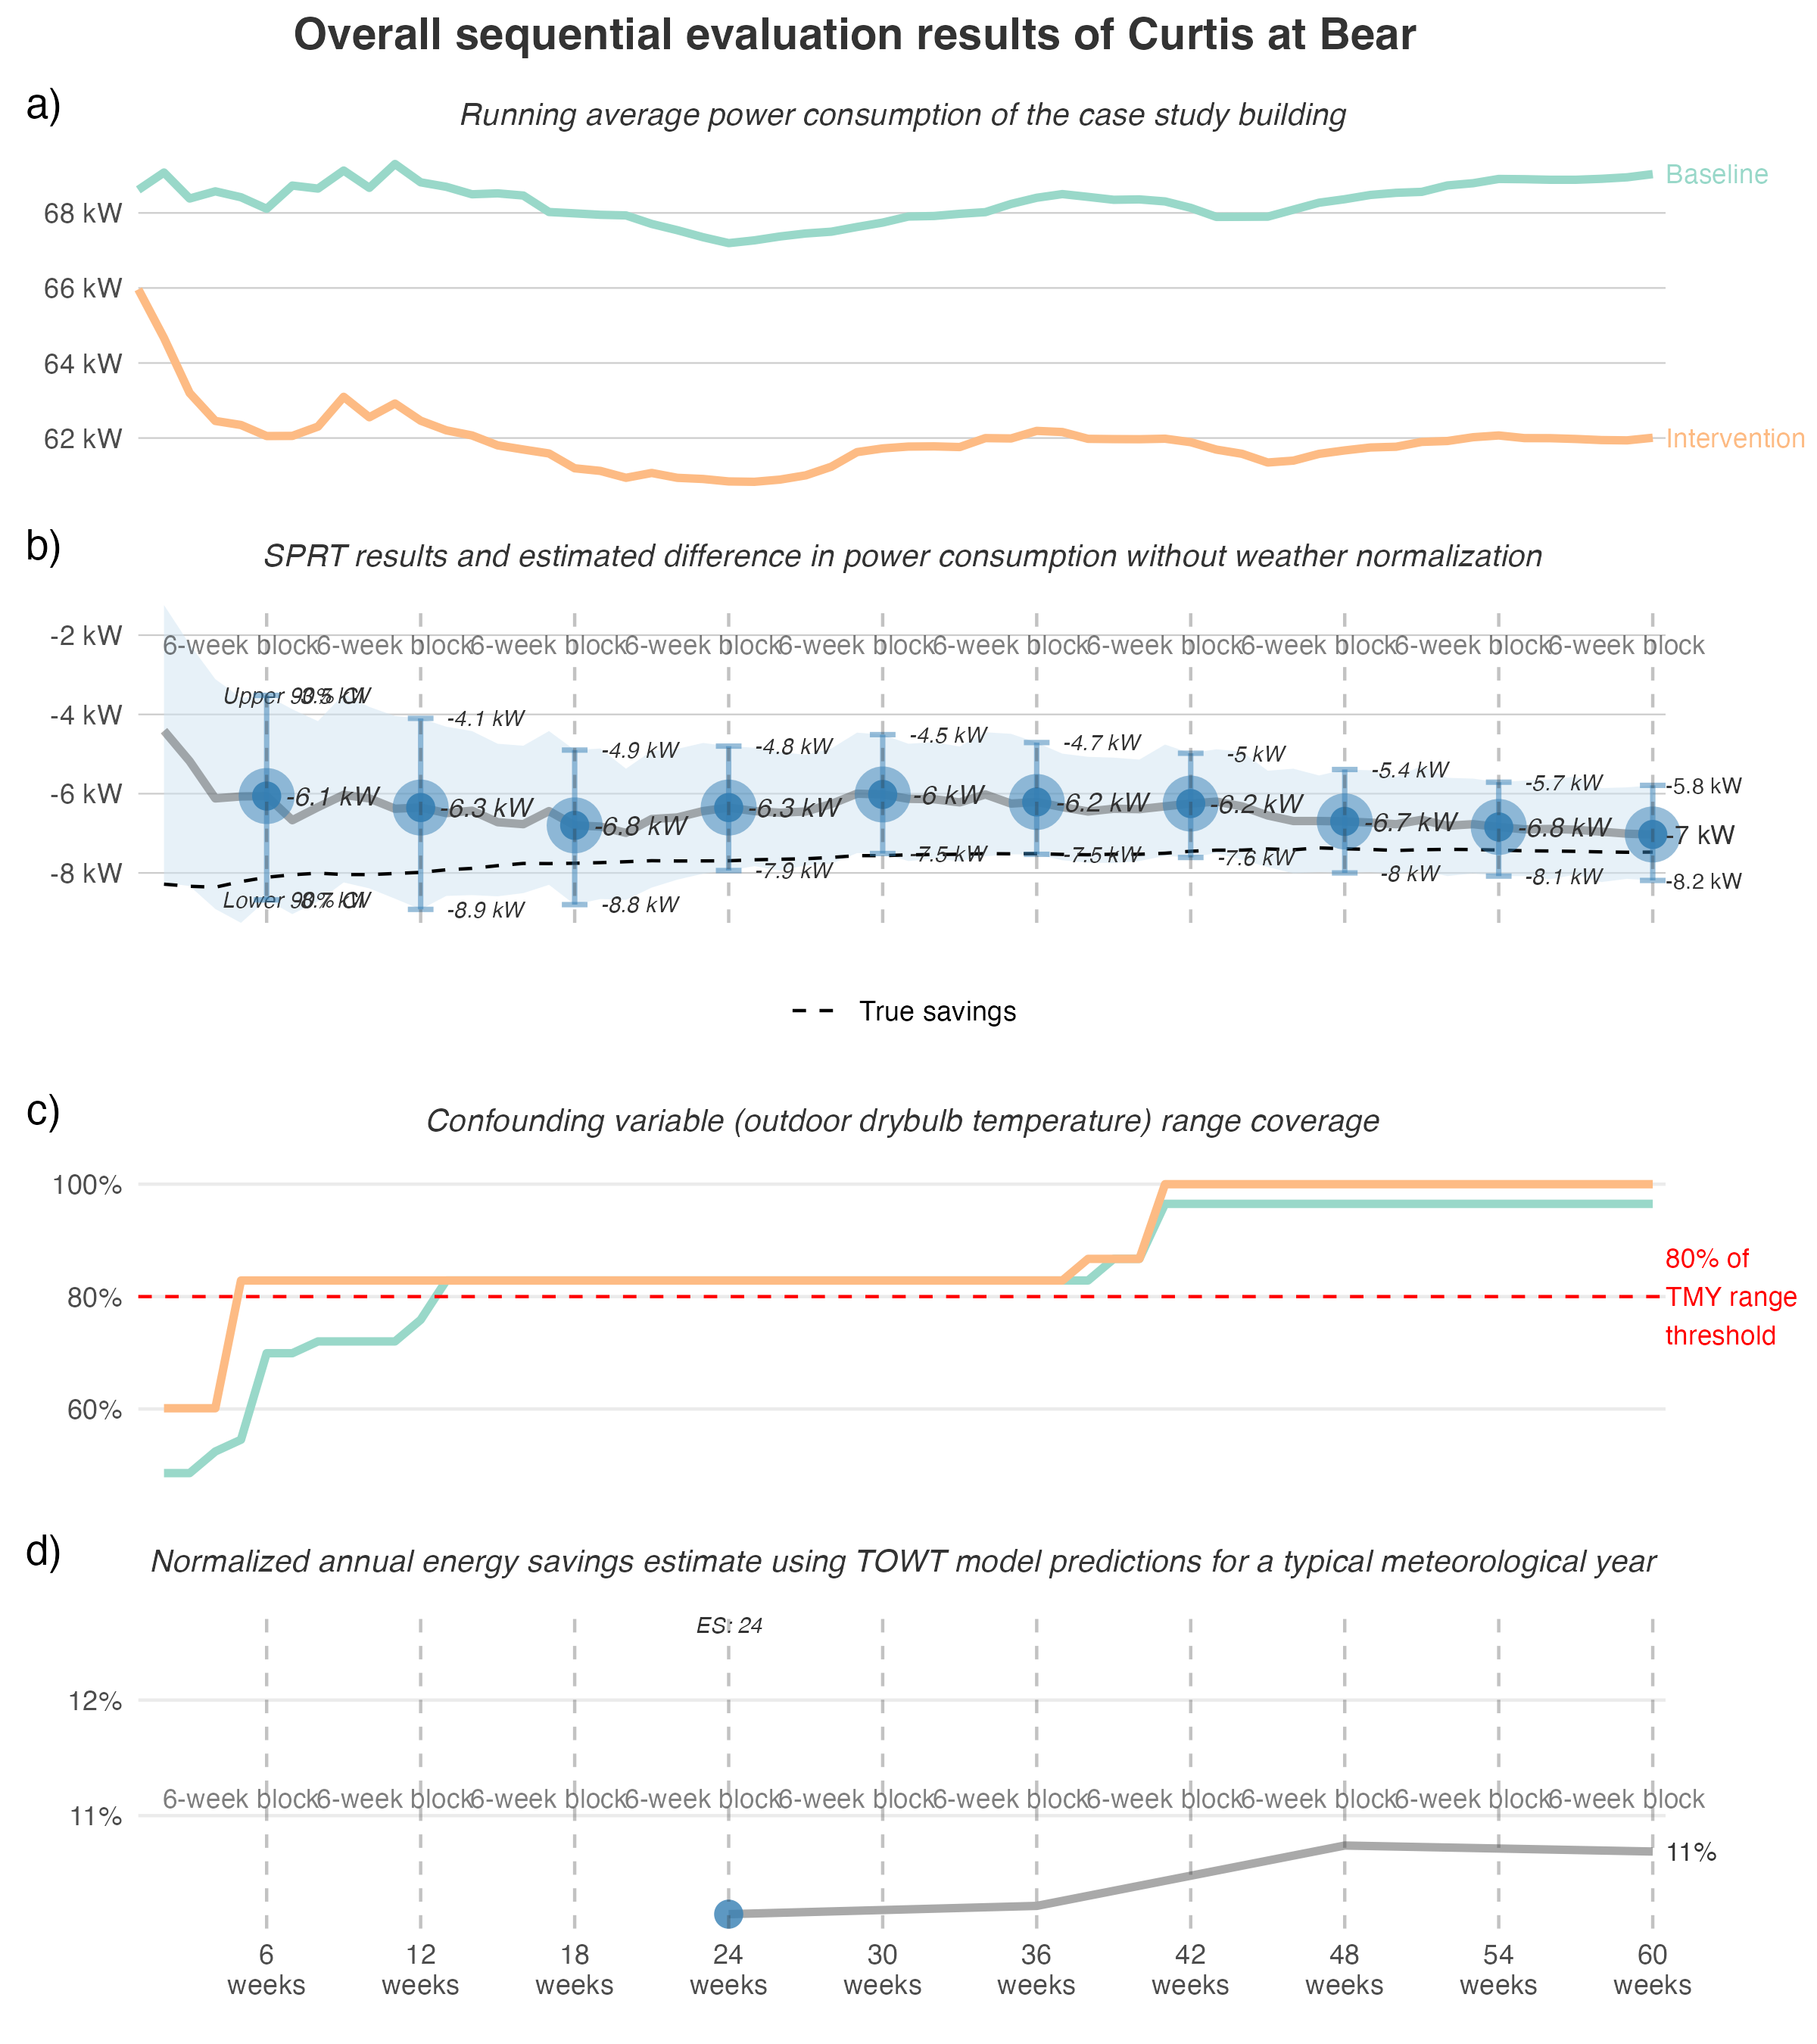 Overall sequential evaluation results of Curtis at Bear
a)
Running average power consumption of the case study building
Baseline
68 kW
66 kW
64 kW
62 kW
Intervention
b)
SPRT results and estimated difference in power consumption without weather normalization
-2 kW
6-week block 6-week block 6-week block 6-week block 6-week block 6-week block 6-week block 6-week block 6-week block 6-week block
Upper 90% CI -3.5 kW
-4 kW
-4.1 kW
-4.9 kW
-4.8 kW
-4.5 kW
-4.7 kW
-5 kW
-5.4 kW
-5.7 kW
-5.8 kW
-6 kW
-6.1 kW
-6.3 kW
-6.8 kW
-6.3 kW
-6 kW
-6.2 kW
-6.2 kW
-6.7 kW
-6.8 kW
-7 kW
-8 kW
Lower 90% CI -8.7 kW
-8.9 kW
-8.8 kW
-7.9 kW
-7.5 kW
-7.5 kW
-7.6 kW
-8 kW
-8.1 kW
-8.2 kW
True savings
c)
Confounding variable (outdoor drybulb temperature) range coverage
100%
80%
60%
80% of
TMY range
threshold
d)
Normalized annual energy savings estimate using TOWT model predictions for a typical meteorological year
ES: 24
12%
6-week block 6-week block 6-week block 6-week block 6-week block 6-week block 6-week block 6-week block 6-week block 6-week block
11%
11%
6 12 18 24 30 36 42 48 54 60
weeks weeks weeks weeks weeks weeks weeks weeks weeks weeks